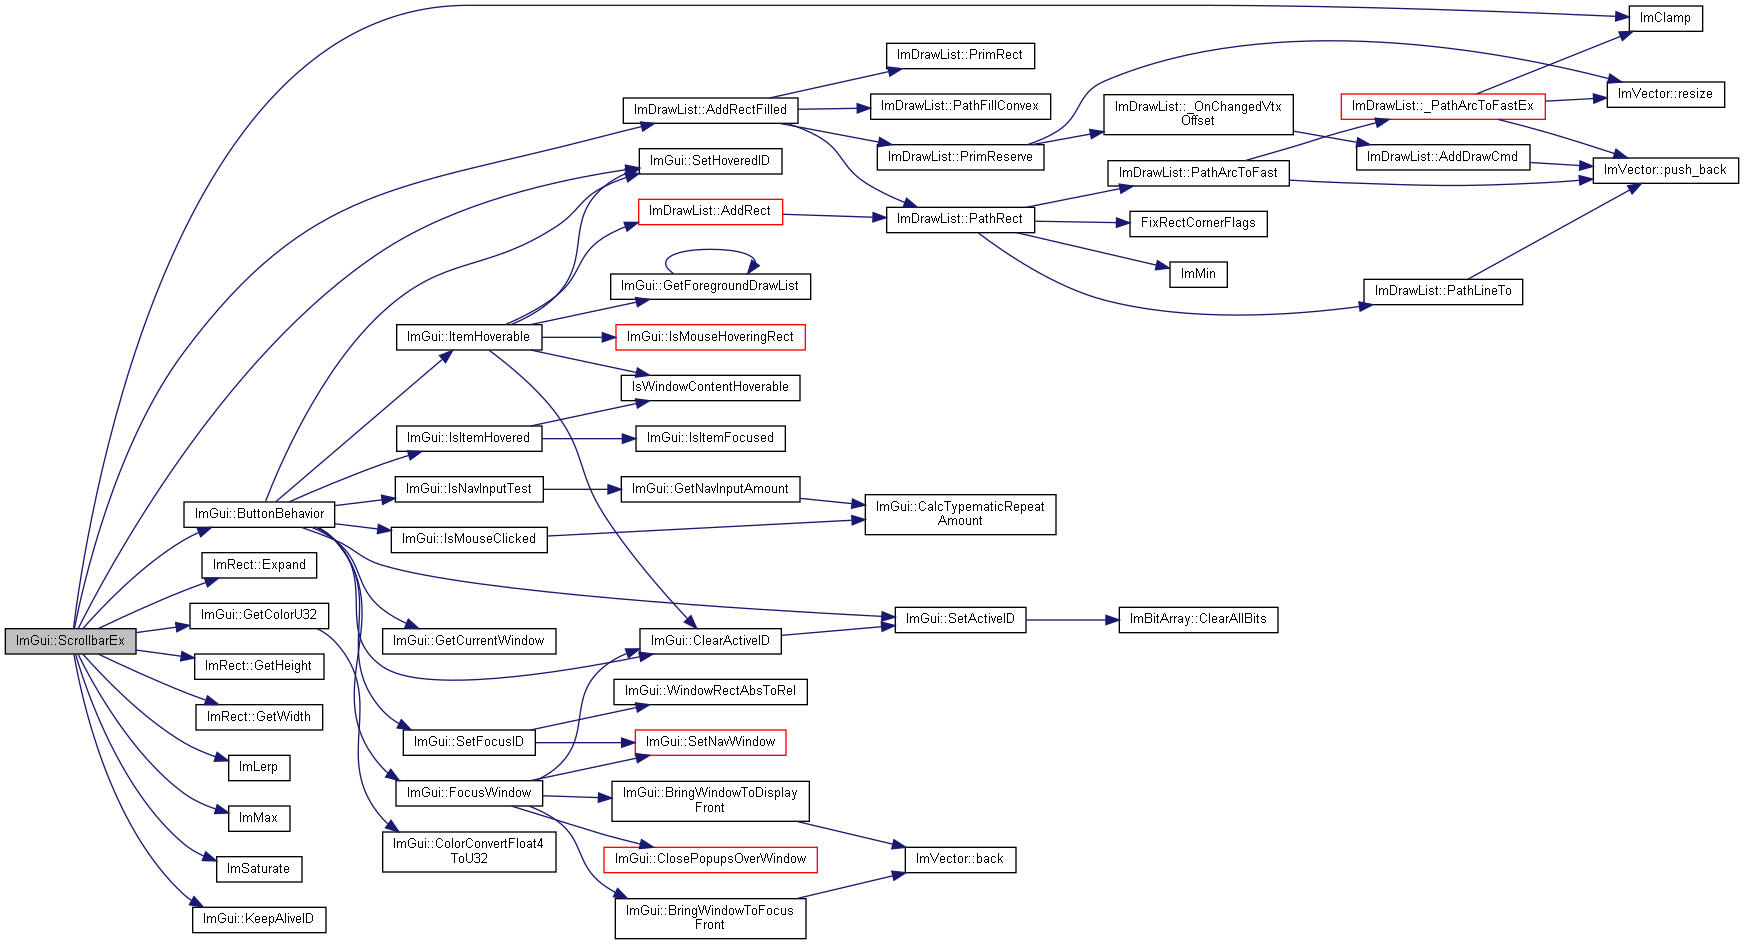 ImClamp
ImDrawList::PrimRect
ImVector::resize
ImDrawList::AddRectFilled
ImDrawList::PathFillConvex
ImDrawList::_OnChangedVtx
Offset
ImDrawList::_PathArcToFastEx
ImGui::SetHoveredID
ImDrawList::PrimReserve
ImDrawList::AddDrawCmd
ImDrawList::PathArcToFast
ImVector::push_back
ImDrawList::AddRect
ImDrawList::PathRect
FixRectCornerFlags
ImMin
ImGui::GetForegroundDrawList
ImDrawList::PathLineTo
ImGui::ItemHoverable
ImGui::IsMouseHoveringRect
IsWindowContentHoverable
ImGui::IsItemHovered
ImGui::IsItemFocused
ImGui::IsNavInputTest
ImGui::GetNavInputAmount
ImGui::ButtonBehavior
ImGui::CalcTypematicRepeat
Amount
ImGui::IsMouseClicked
ImRect::Expand
ImGui::GetColorU32
ImGui::SetActiveID
ImBitArray::ClearAllBits
ImGui::ScrollbarEx
ImGui::GetCurrentWindow
ImGui::ClearActiveID
ImRect::GetHeight
ImGui::WindowRectAbsToRel
ImRect::GetWidth
ImGui::SetFocusID
ImGui::SetNavWindow
ImLerp
ImGui::FocusWindow
ImGui::BringWindowToDisplay
Front
ImMax
ImGui::ColorConvertFloat4
ToU32
ImGui::ClosePopupsOverWindow
ImVector::back
ImSaturate
ImGui::KeepAliveID
ImGui::BringWindowToFocus
Front